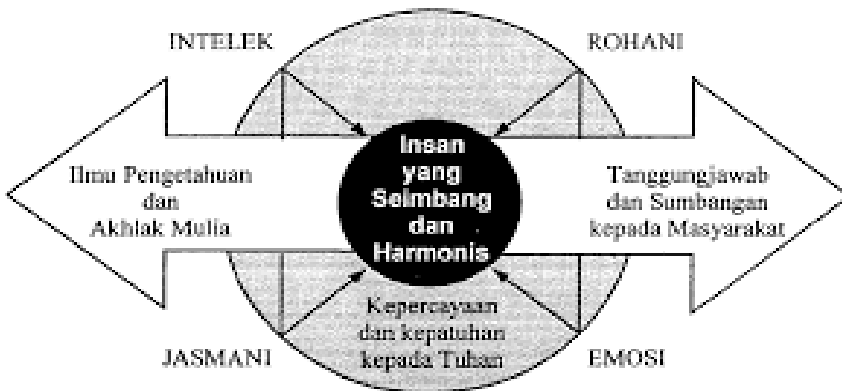 INTELEK
ROHANI
Ilmu Pengetahuan
dan
Akhlak Mulia
Insan
yang
Seimbang
dan
Harmonis
Tanggungjawab
dan Sumbangan
kepada Masyarakat
Kepercayaan
dan kepatuhan
kepada Tuhan
JASMANI
EMOSI